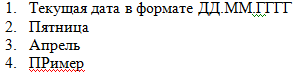 1. Текущая дата в формате ДД.ММ.ГГГГ
2. Пятница
3. Апрель
4. ПРимер